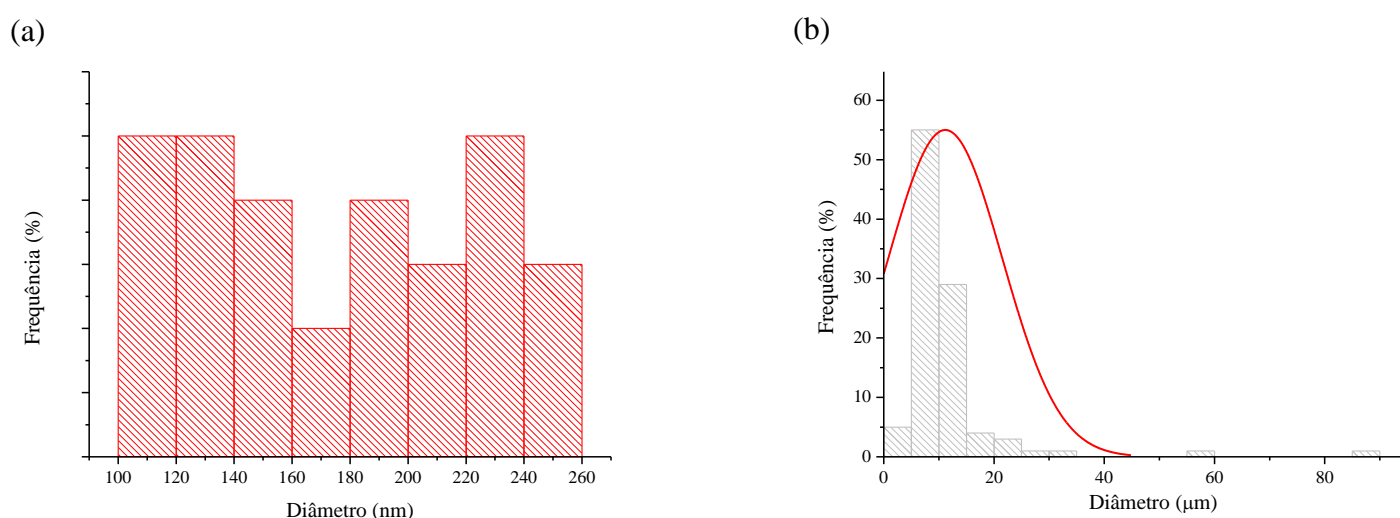 (a)
Frequência (%)
100 120 140 160 180 200 220 240 260
Diâmetro (nm)
(b)
Frequência (%)
60
50
40
30
20
10
0
0 20 40 60 80
Diâmetro (μm)